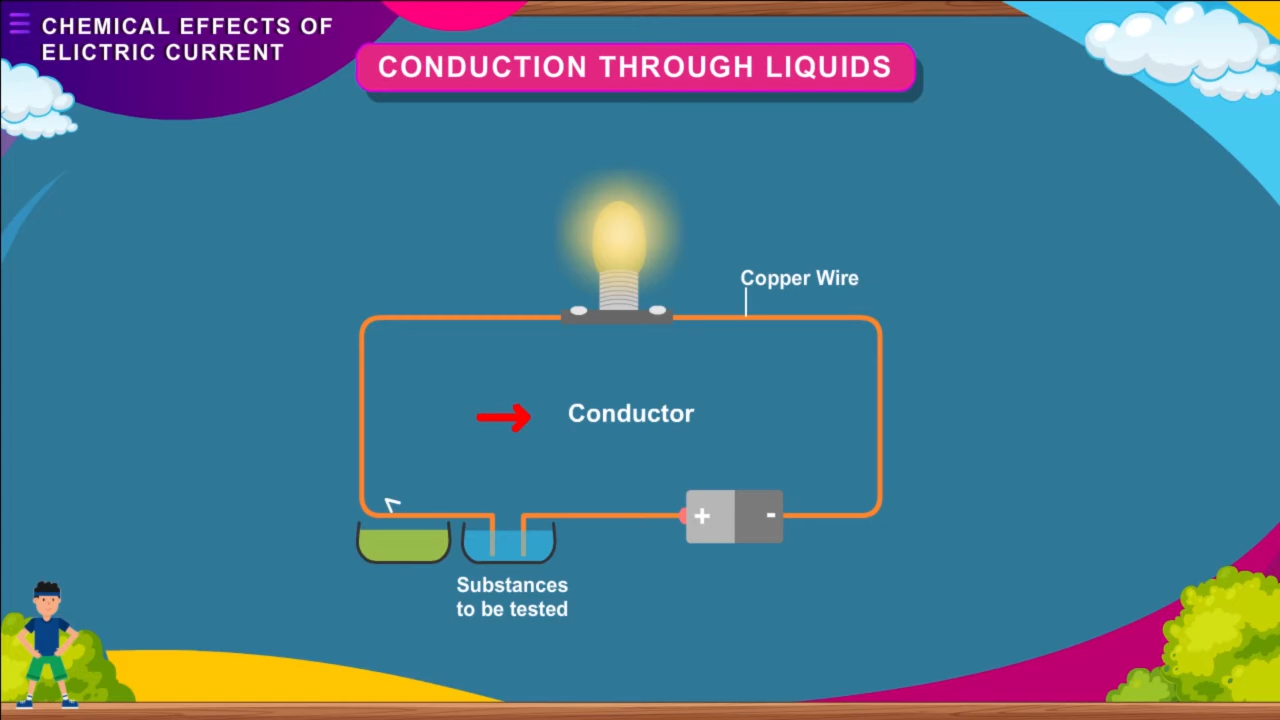 CHEMICAL EFFECTS OF
ELICTRIC CURRENT
CONDUCTION THROUGH LIQUIDS
Copper Wire
Conductor
+ -
Substances
to be tested